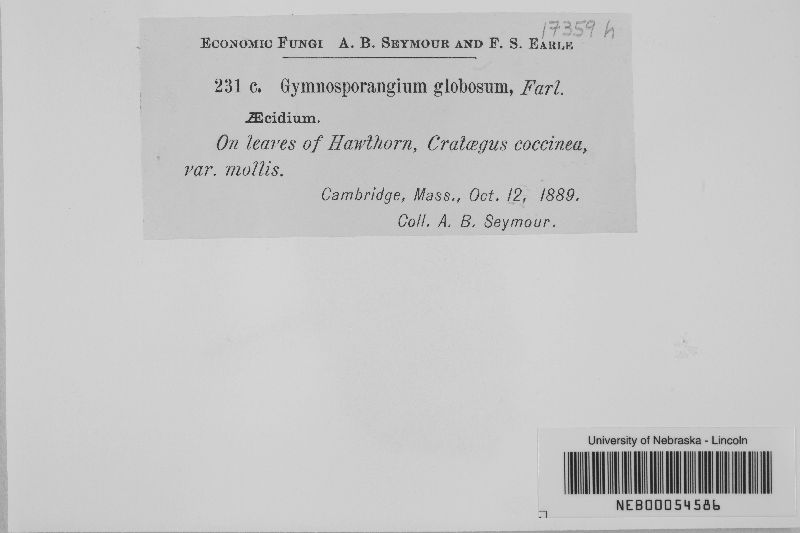 17359 h
Economic Fungi A. B. Seymour and F. S. Earle
231 c. Gymnosporangium globosum, Farl.
Æcidium.
On leaves of Hawthorn, Cratægus coccinea,
var. mollis.
Cambridge, Mass., Oct. 12, 1889.
Coll. A. B. Seymour.
University of Nebraska - Lincoln
NEB00054586